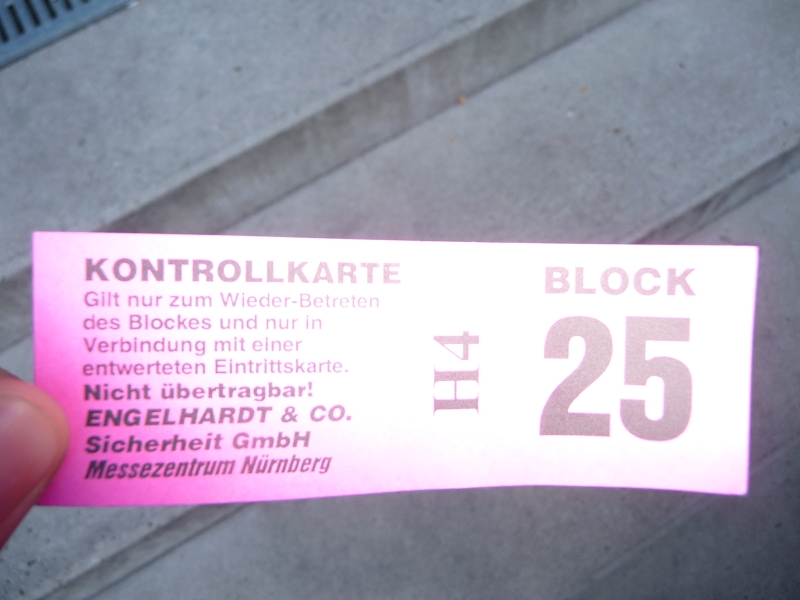 KONTROLLKARTE
Gilt nur zum Wieder-Betreten
des Blockes und nur in
Verbindung mit einer
entwerteten Eintrittskarte.
Nicht übertragbar!
ENGELHARDT & CO.
Sicherheit GmbH
Messezentrum Nürnberg
H4
BLOCK
25